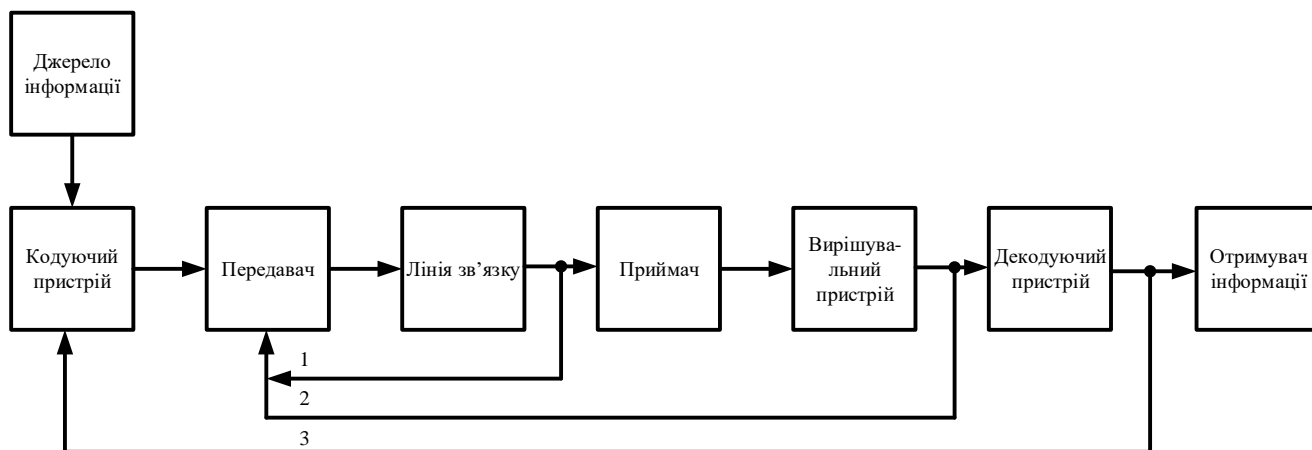 Джерело
інформації
Кодуючий
пристрій
Передавач
Лінія зв’язку
Приймач
Вирішува-
льний
пристрій
Декодуючий
пристрій
Отримувач
інформації
1
2
3